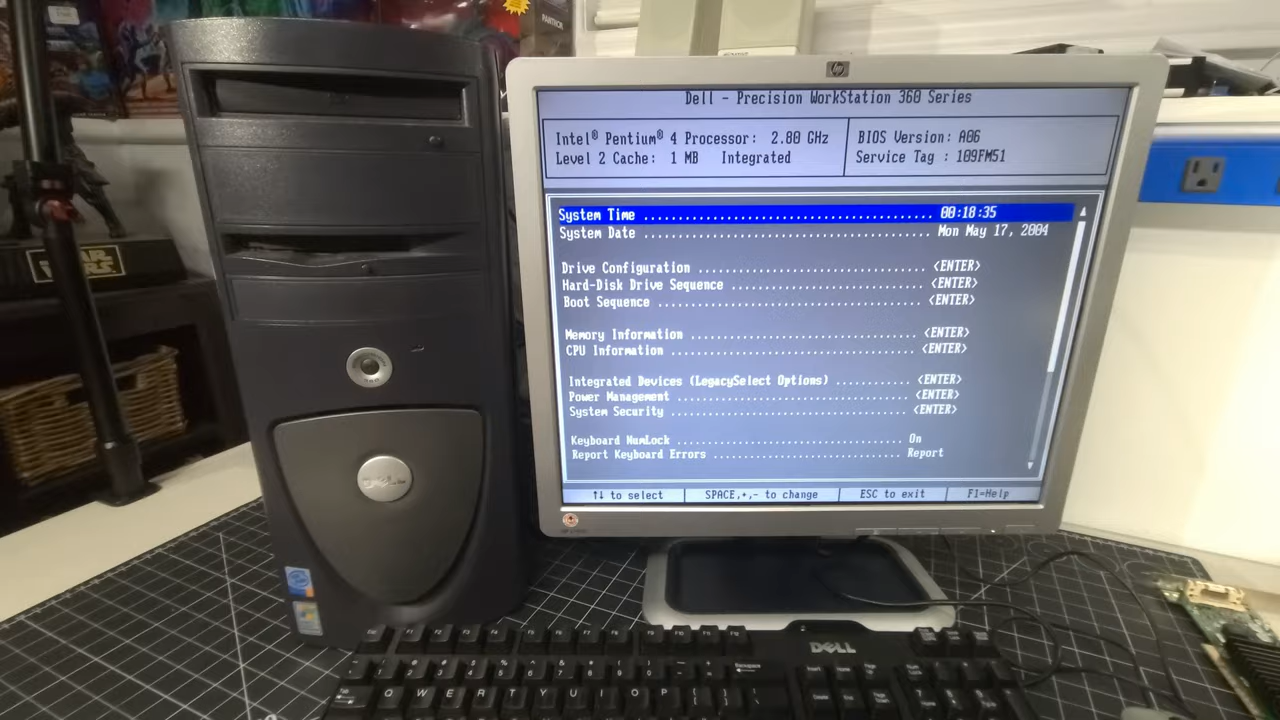 PARTHON
hp
Dell - Precision WorkStation 360 Series
Intel® Pentium® 4 Processor: 2.80 GHz
Level 2 Cache: 1 MB Integrated
BIOS Version: A06
Service Tag : 109FM51
System Time .................................. 00:18:35
System Date .................................. Mon May 17, 2004
Drive Configuration ........................... <ENTER>
Hard-Disk Drive Sequence ....................... <ENTER>
Boot Sequence ................................ <ENTER>
Memory Information ............................. <ENTER>
CPU Information ............................... <ENTER>
Integrated Devices (LegacySelect Options) .......... <ENTER>
Power Management ............................... <ENTER>
System Security ............................... <ENTER>
Keyboard NumLock ............................... On
Report Keyboard Errors .......................... Report
↑↓ to select
SPACE,+,- to change
ESC to exit
F1=Help
STAR
WARS
DELL
Q W E R T Y U I O P